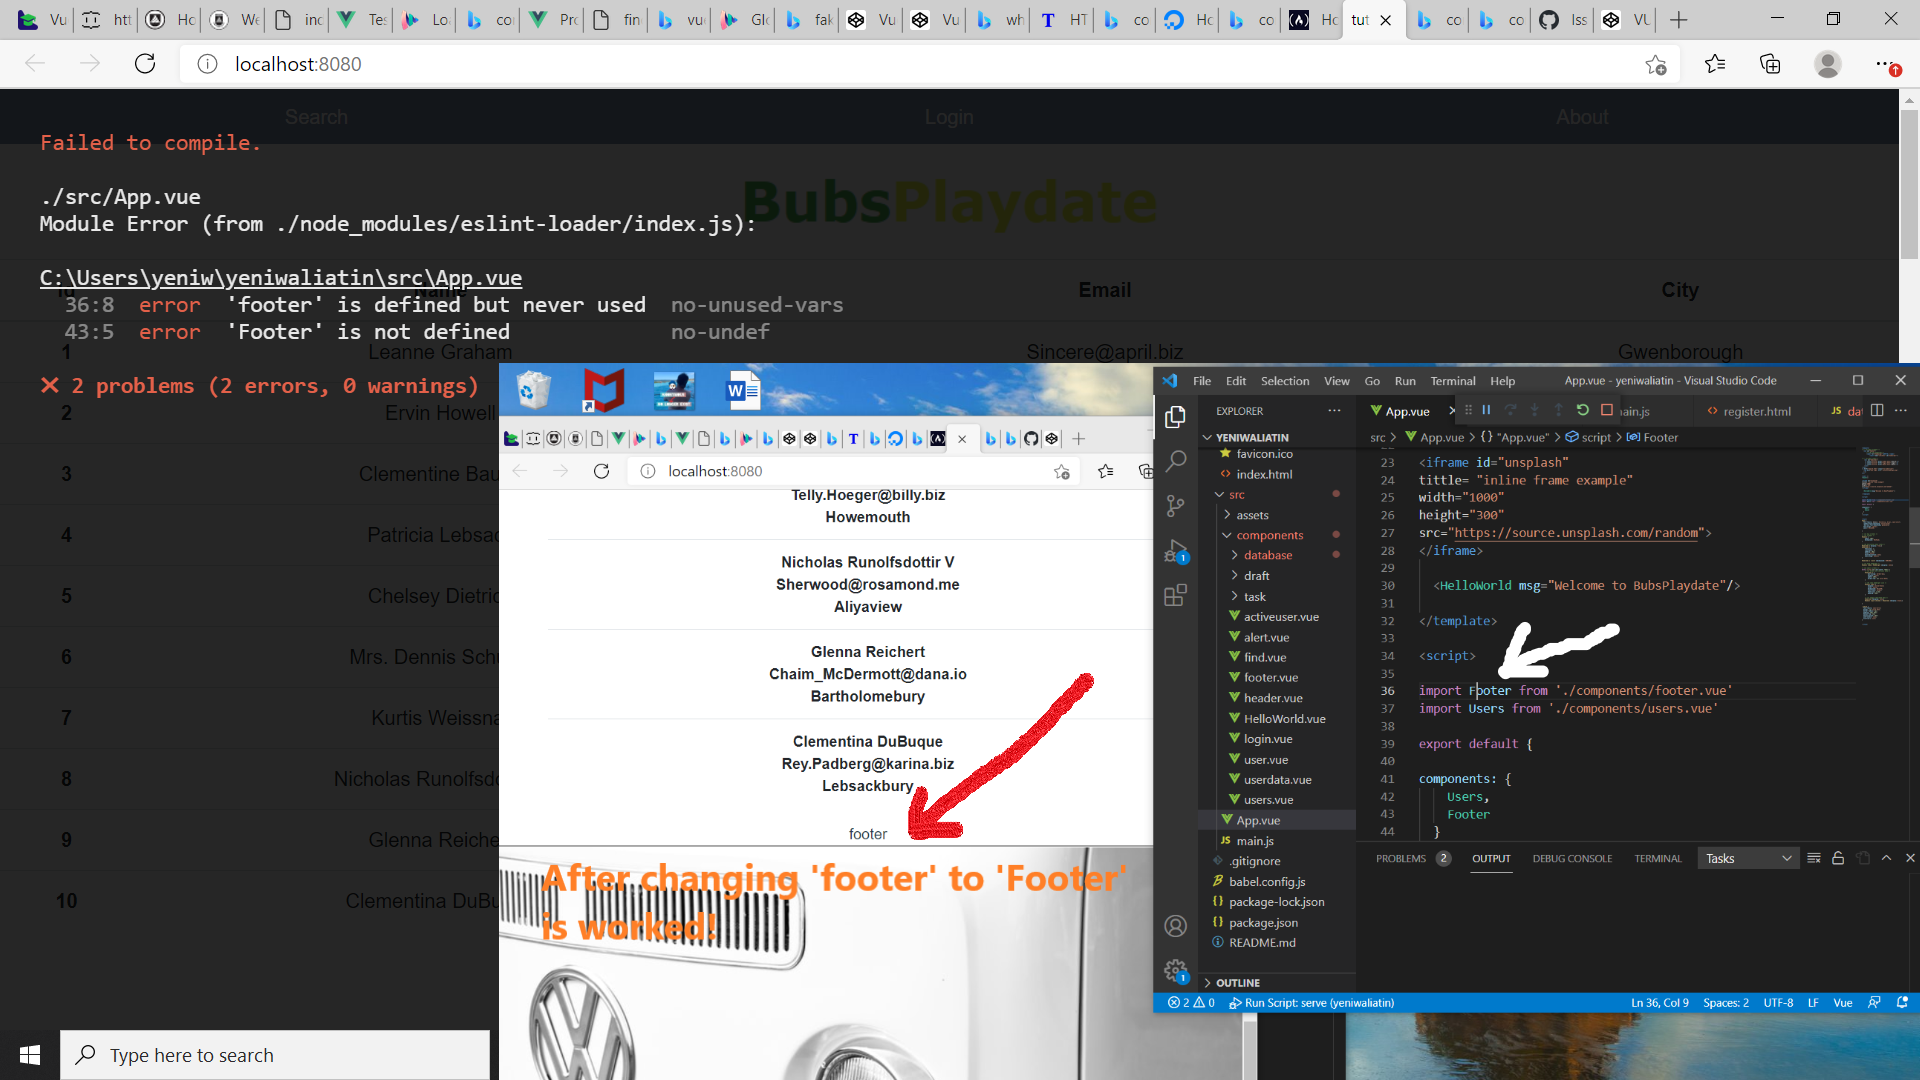 Vu
htt
Ho
We
inc
Tes
Lo
co
Pro
fin
vu
Glo
fak
Vu
Vu
wh
T HT
co
Ho
co
Ho
tut
co
co
Iss
VU
localhost:8080
Search
Login
About
Failed to compile.
BubsPlaydate
./src/App.vue
Module Error (from ./node_modules/eslint-loader/index.js):
C:\Users\yeniw\yeniwaliatin\src\App.vue
Name
Email
City
36:8 error 'footer' is defined but never used no-unused-vars
43:5 error 'Footer' is not defined no-undef
1 Leanne Graham Sincere@april.biz Gwenborough
✕ 2 problems (2 errors, 0 warnings)
2 Ervin Howell
3 Clementine Bau
4 Patricia Lebsac
5 Chelsey Dietric
6 Mrs. Dennis Schu
7 Kurtis Weissna
8 Nicholas Runolfsdo
9 Glenna Reiche
10 Clementina DuBu
localhost:8080
Telly.Hoeger@billy.biz
Howemouth
Nicholas Runolfsdottir V
Sherwood@rosamond.me
Aliyaview
Glenna Reichert
Chaim_McDermott@dana.io
Bartholomebury
Clementina DuBuque
Rey.Padberg@karina.biz
Lebsackbury
footer
After changing 'footer' to 'Footer'
is worked!
File Edit Selection View Go Run Terminal Help
App.vue - yeniwaliatin - Visual Studio Code
EXPLORER
YENIWALIATIN
favicon.ico
index.html
src
assets
components
database
draft
task
activeuser.vue
alert.vue
find.vue
footer.vue
header.vue
HelloWorld.vue
login.vue
user.vue
userdata.vue
users.vue
App.vue
JS main.js
.gitignore
babel.config.js
package-lock.json
package.json
README.md
OUTLINE
App.vue
ain.js
register.html
JS dat
src > App.vue > {} "App.vue" > script > Footer
23 <iframe id="unsplash"
24 tittle= "inline frame example"
25 width="1000"
26 height="300"
27 src="https://source.unsplash.com/random">
28 </iframe>
29
30 <HelloWorld msg="Welcome to BubsPlaydate"/>
31
32 </template>
33
34 <script>
35
36 import Footer from './components/footer.vue'
37 import Users from './components/users.vue'
38
39 export default {
40
41 components: {
42 Users,
43 Footer
44 }
PROBLEMS 2 OUTPUT DEBUG CONSOLE TERMINAL Tasks
2 0 Run Script: serve (yeniwaliatin)
Ln 36, Col 9 Spaces: 2 UTF-8 LF Vue
Type here to search